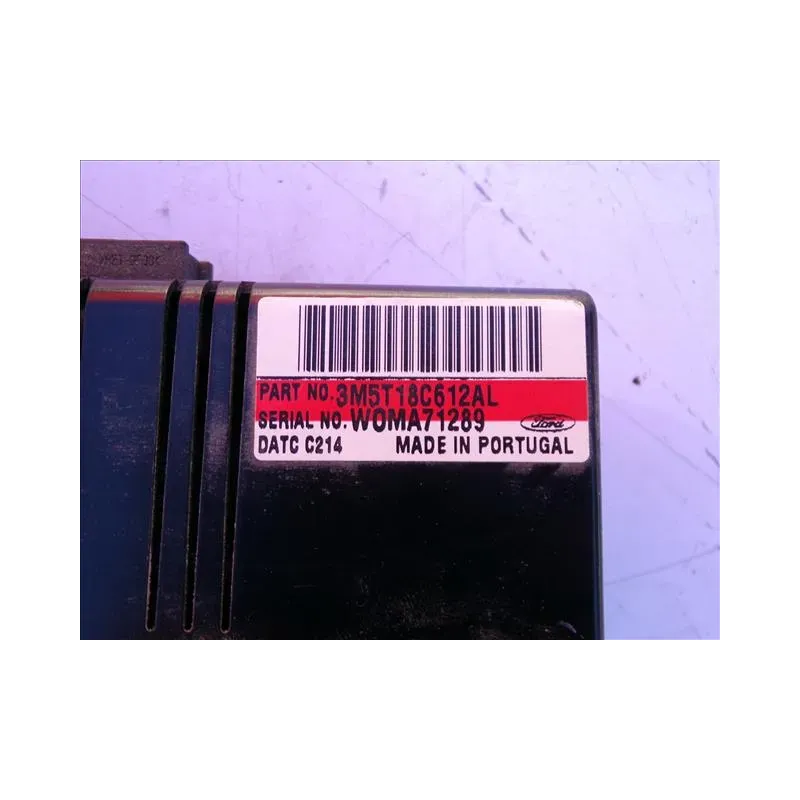 PART NO. 3M5T18C612AL
SERIAL NO. WOMA71289
Ford
DATC C214 MADE IN PORTUGAL